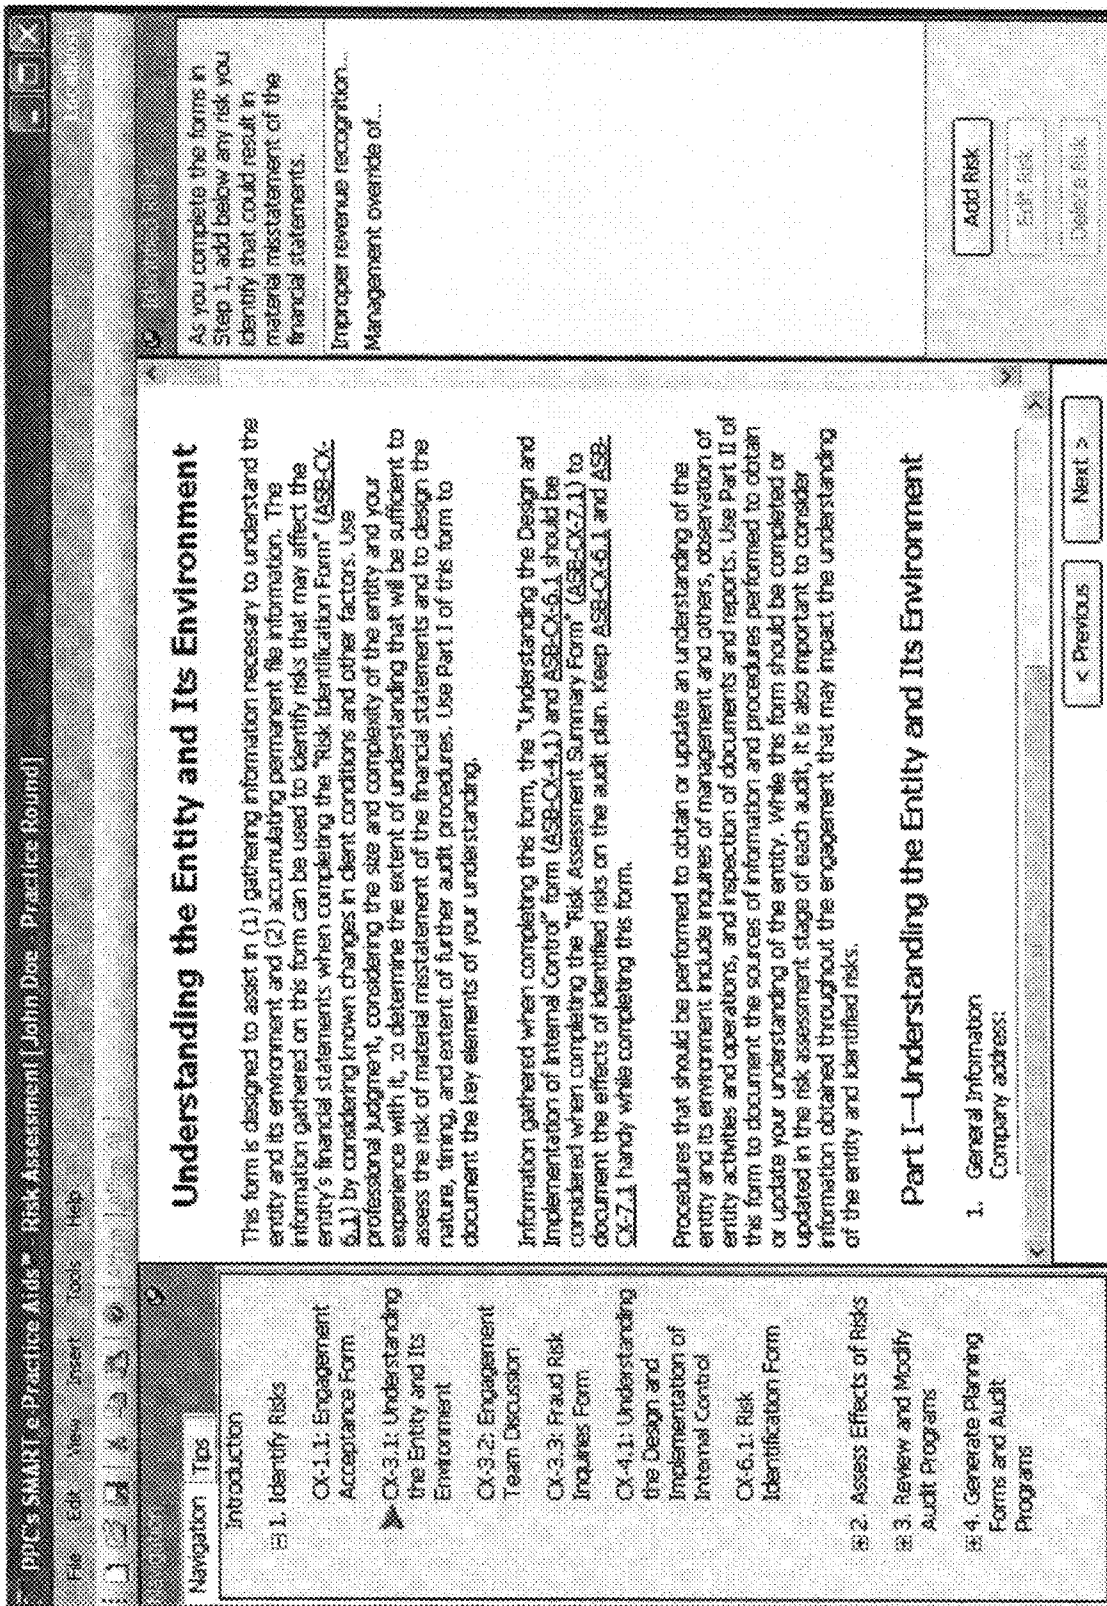 PPC's SMART e-Practice Aids™ - Risk Assessment [John Doe - Practice Round]
File Edit View Insert Tools Help
Navigation Tips
Introduction
1. Identify Risks
CX-1.1: Engagement
Acceptance Form
CX-3.1: Understanding
the Entity and Its
Environment
CX-3.2: Engagement
Team Discussion
CX-3.3: Fraud Risk
Inquiries Form
CX-4.1: Understanding
the Design and
Implementation of
Internal Control
CX-6.1: Risk
Identification Form
2. Assess Effects of Risks
3. Review and Modify
Audit Programs
4. Generate Planning
Forms and Audit
Programs
Understanding the Entity and Its Environment
This form is designed to assist in (1) gathering information necessary to understand the
entity and its environment and (2) accumulating permanent file information. The
information gathered on this form can be used to identify risks that may affect the
entity's financial statements when completing the "Risk Identification Form" (ASB-CX-
6.1) by considering known changes in client conditions and other factors. Use
professional judgment, considering the size and complexity of the entity and your
experience with it, to determine the extent of understanding that will be sufficient to
assess the risk of material misstatement of the financial statements and to design the
nature, timing, and extent of further audit procedures. Use Part I of this form to
document the key elements of your understanding.
Information gathered when completing this form, the "Understanding the Design and
Implementation of Internal Control" form (ASB-CX-4.1) and ASB-CX-6.1 should be
considered when completing the "Risk Assessment Summary Form" (ASB-CX-7.1) to
document the effects of identified risks on the audit plan. Keep ASB-CX-6.1 and ASB-
CX-7.1 handy while completing this form.
Procedures that should be performed to obtain or update an understanding of the
entity and its environment include inquiries of management and others, observation of
entity activities and operations, and inspection of documents and reports. Use Part II of
this form to document the sources of information and procedures performed to obtain
or update your understanding of the entity. While this form should be completed or
updated in the risk assessment stage of each audit, it is also important to consider
information obtained throughout the engagement that may impact the understanding
of the entity and identified risks.
Part I—Understanding the Entity and Its Environment
1. General Information
Company address:
< Previous Next >
As you complete the forms in
Step 1, add below any risk you
identify that could result in
material misstatement of the
financial statements.
Improper revenue recognition...
Management override of...
Add Risk
Edit Risk
Delete a Risk